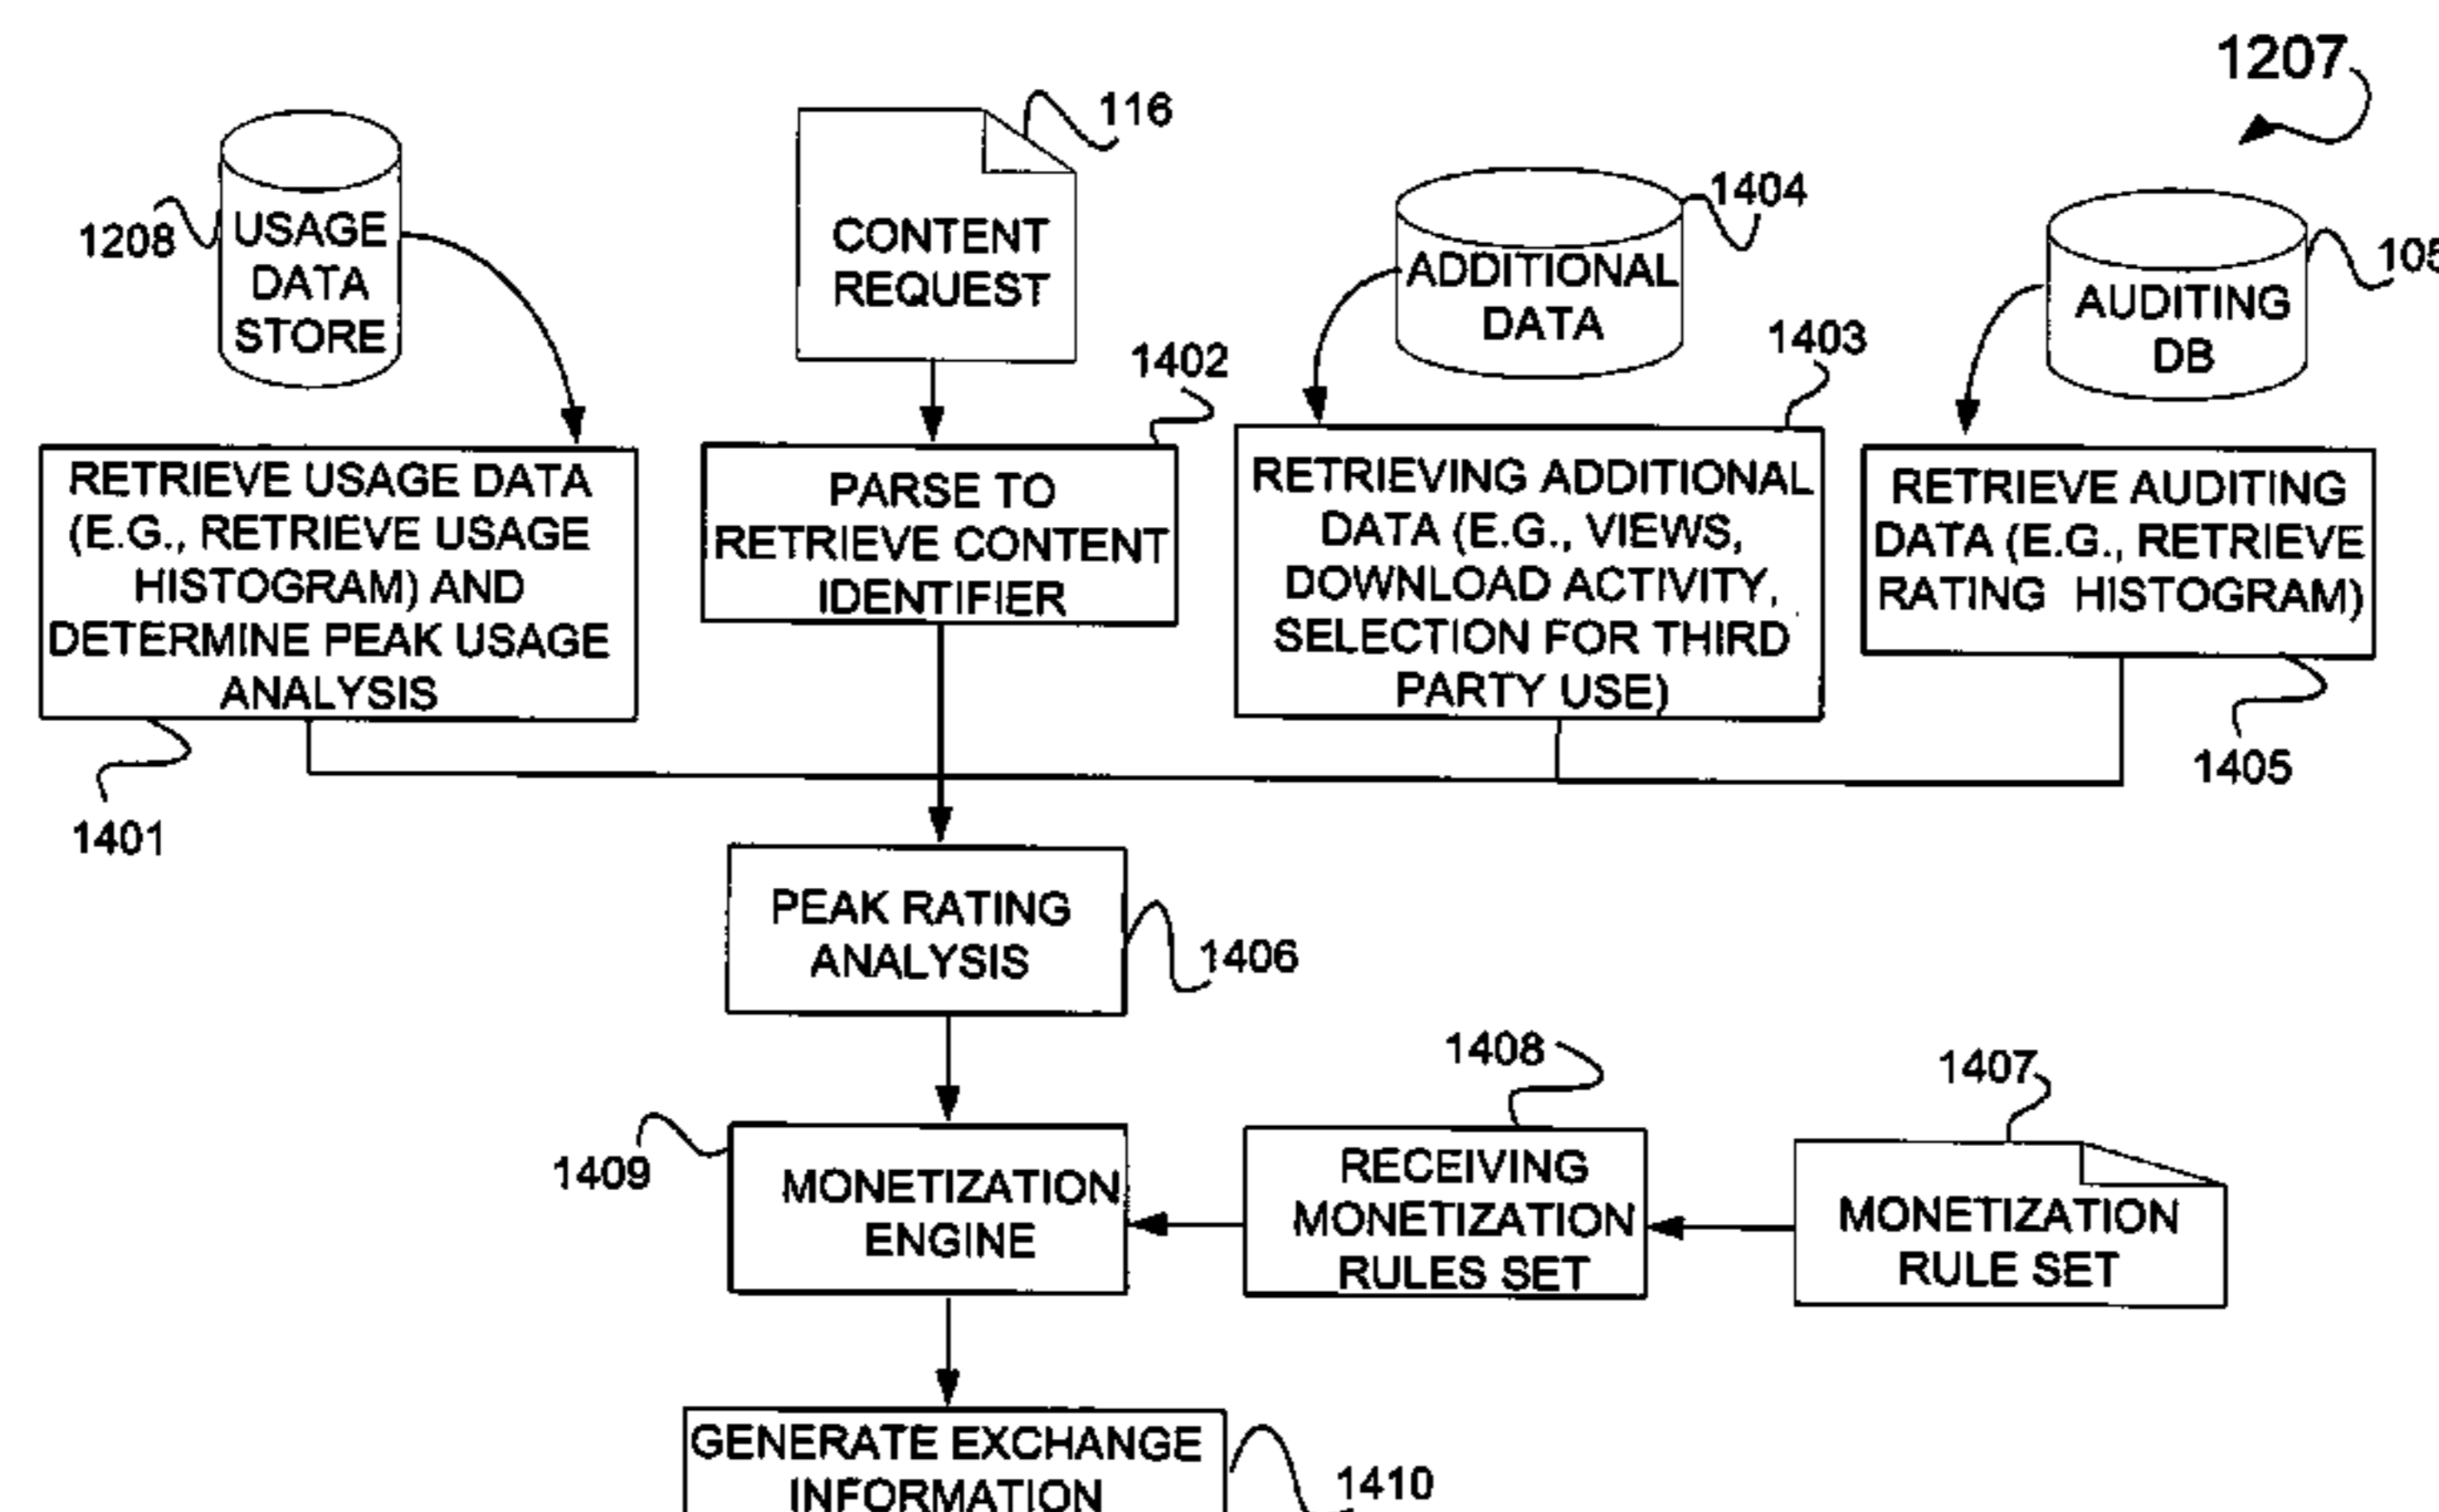 1207
116
1404
1208
USAGE
DATA
STORE
CONTENT
REQUEST
ADDITIONAL
DATA
105
AUDITING
DB
1402
1403
RETRIEVE USAGE DATA
(E.G., RETRIEVE USAGE
HISTOGRAM) AND
DETERMINE PEAK USAGE
ANALYSIS
PARSE TO
RETRIEVE CONTENT
IDENTIFIER
RETRIEVING ADDITIONAL
DATA (E.G., VIEWS,
DOWNLOAD ACTIVITY,
SELECTION FOR THIRD
PARTY USE)
RETRIEVE AUDITING
DATA (E.G., RETRIEVE
RATING HISTOGRAM)
1401
1405
PEAK RATING
ANALYSIS
1406
1408
1407
1409
MONETIZATION
ENGINE
RECEIVING
MONETIZATION
RULES SET
MONETIZATION
RULE SET
GENERATE EXCHANGE
INFORMATION
1410